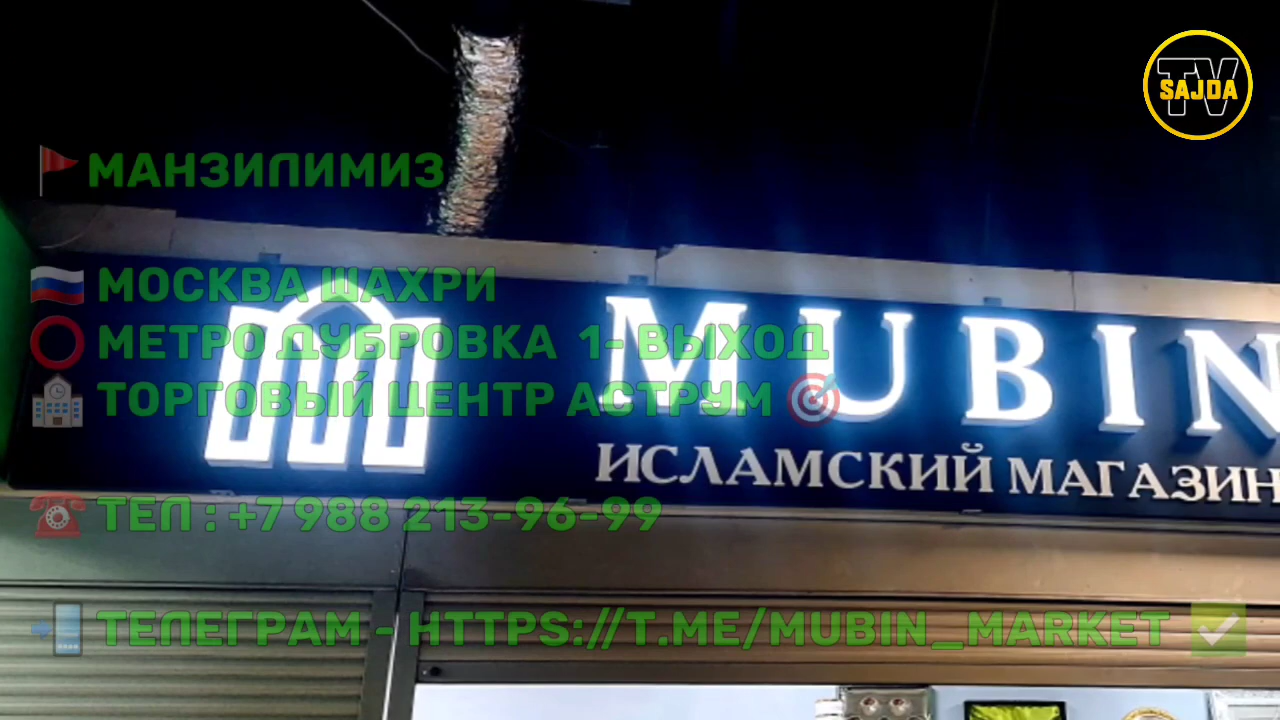 TV
SAJDA
МАНЗИЛИМИЗ
МОСКВА ШАХРИ
МЕТРО ДУБРОВКА 1- ВЫХОД
ТОРГОВЫЙ ЦЕНТР АСТРУМ
MUBIN
ИСЛАМСКИЙ МАГАЗИН
ТЕЛ : +7 988 213-96-99
ТЕЛЕГРАМ - HTTPS://T.ME/MUBIN_MARKET